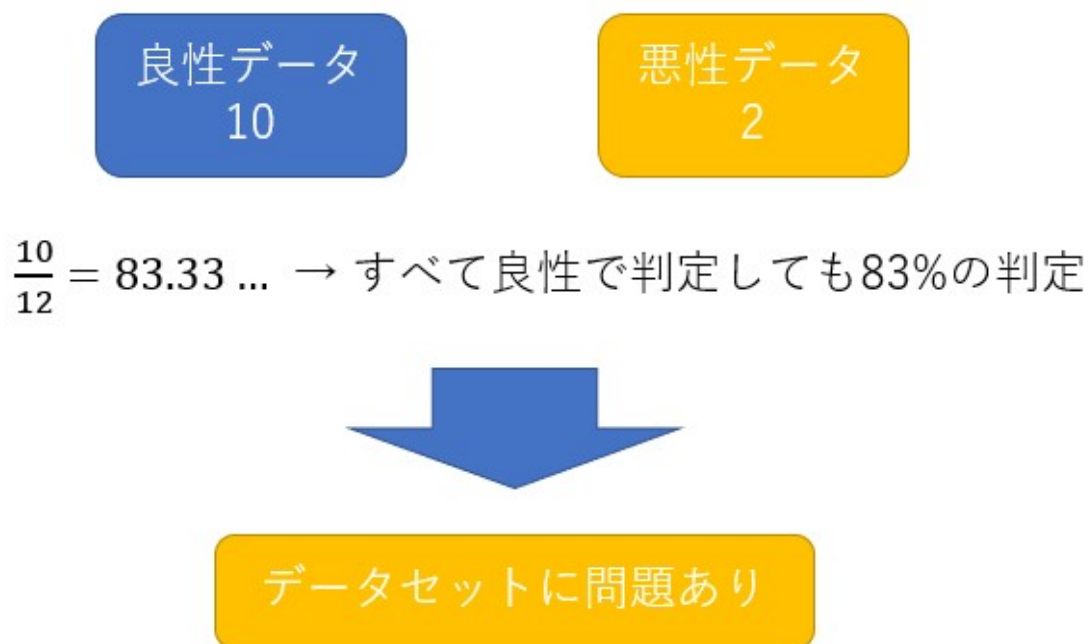 良性データ
10
悪性データ
2
10/12 = 83.33 ... → すべて良性で判定しても83%の判定
データセットに問題あり